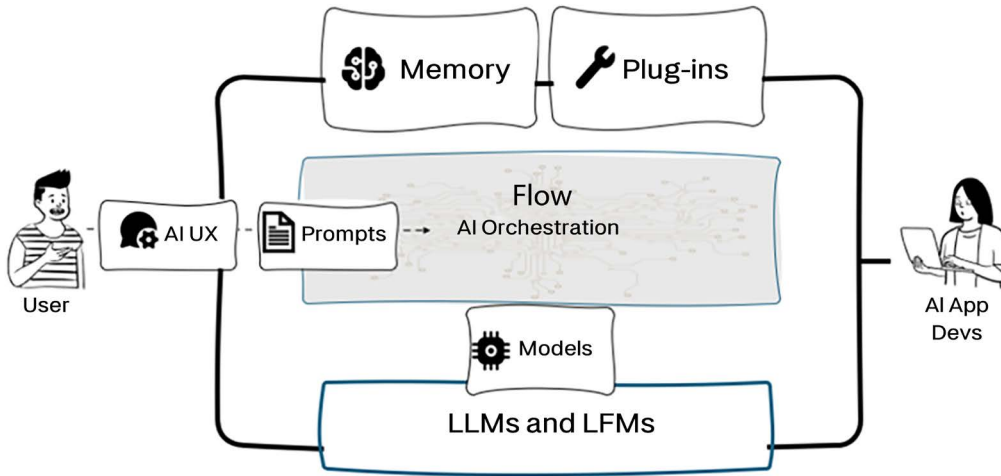 Memory
Plug-ins
Flow
AI Orchestration
AI UX
Prompts
User
AI App
Devs
Models
LLMs and LFMs